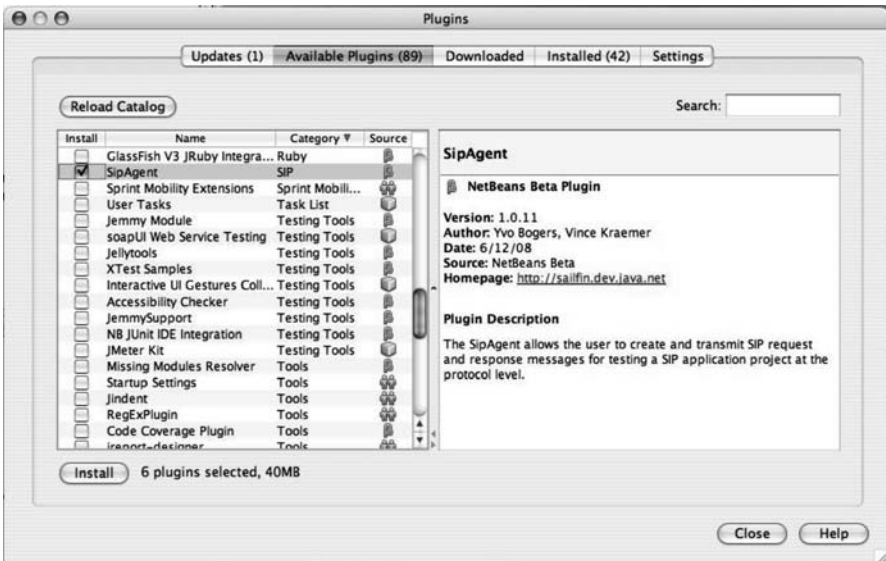 Plugins
Updates (1) Available Plugins (89) Downloaded Installed (42) Settings
Reload Catalog
Search:
Install Name Category Source
GlassFish V3 JRuby Integra... Ruby
SipAgent SIP
Sprint Mobility Extensions Sprint Mobili...
User Tasks Task List
Jemmy Module Testing Tools
soapUI Web Service Testing Testing Tools
Jellytools Testing Tools
XTest Samples Testing Tools
Interactive UI Gestures Coll... Testing Tools
Accessibility Checker Testing Tools
JemmySupport Testing Tools
NB JUnit IDE Integration Testing Tools
JMeter Kit Testing Tools
Missing Modules Resolver Tools
Startup Settings Tools
Jindent Tools
RegExPlugin Tools
Code Coverage Plugin Tools
ireport-designer Tools
SipAgent
NetBeans Beta Plugin
Version: 1.0.11
Author: Yvo Bogers, Vince Kraemer
Date: 6/12/08
Source: NetBeans Beta
Homepage: http://sailfin.dev.java.net
Plugin Description
The SipAgent allows the user to create and transmit SIP request
and response messages for testing a SIP application project at the
protocol level.
Install 6 plugins selected, 40MB
Close Help